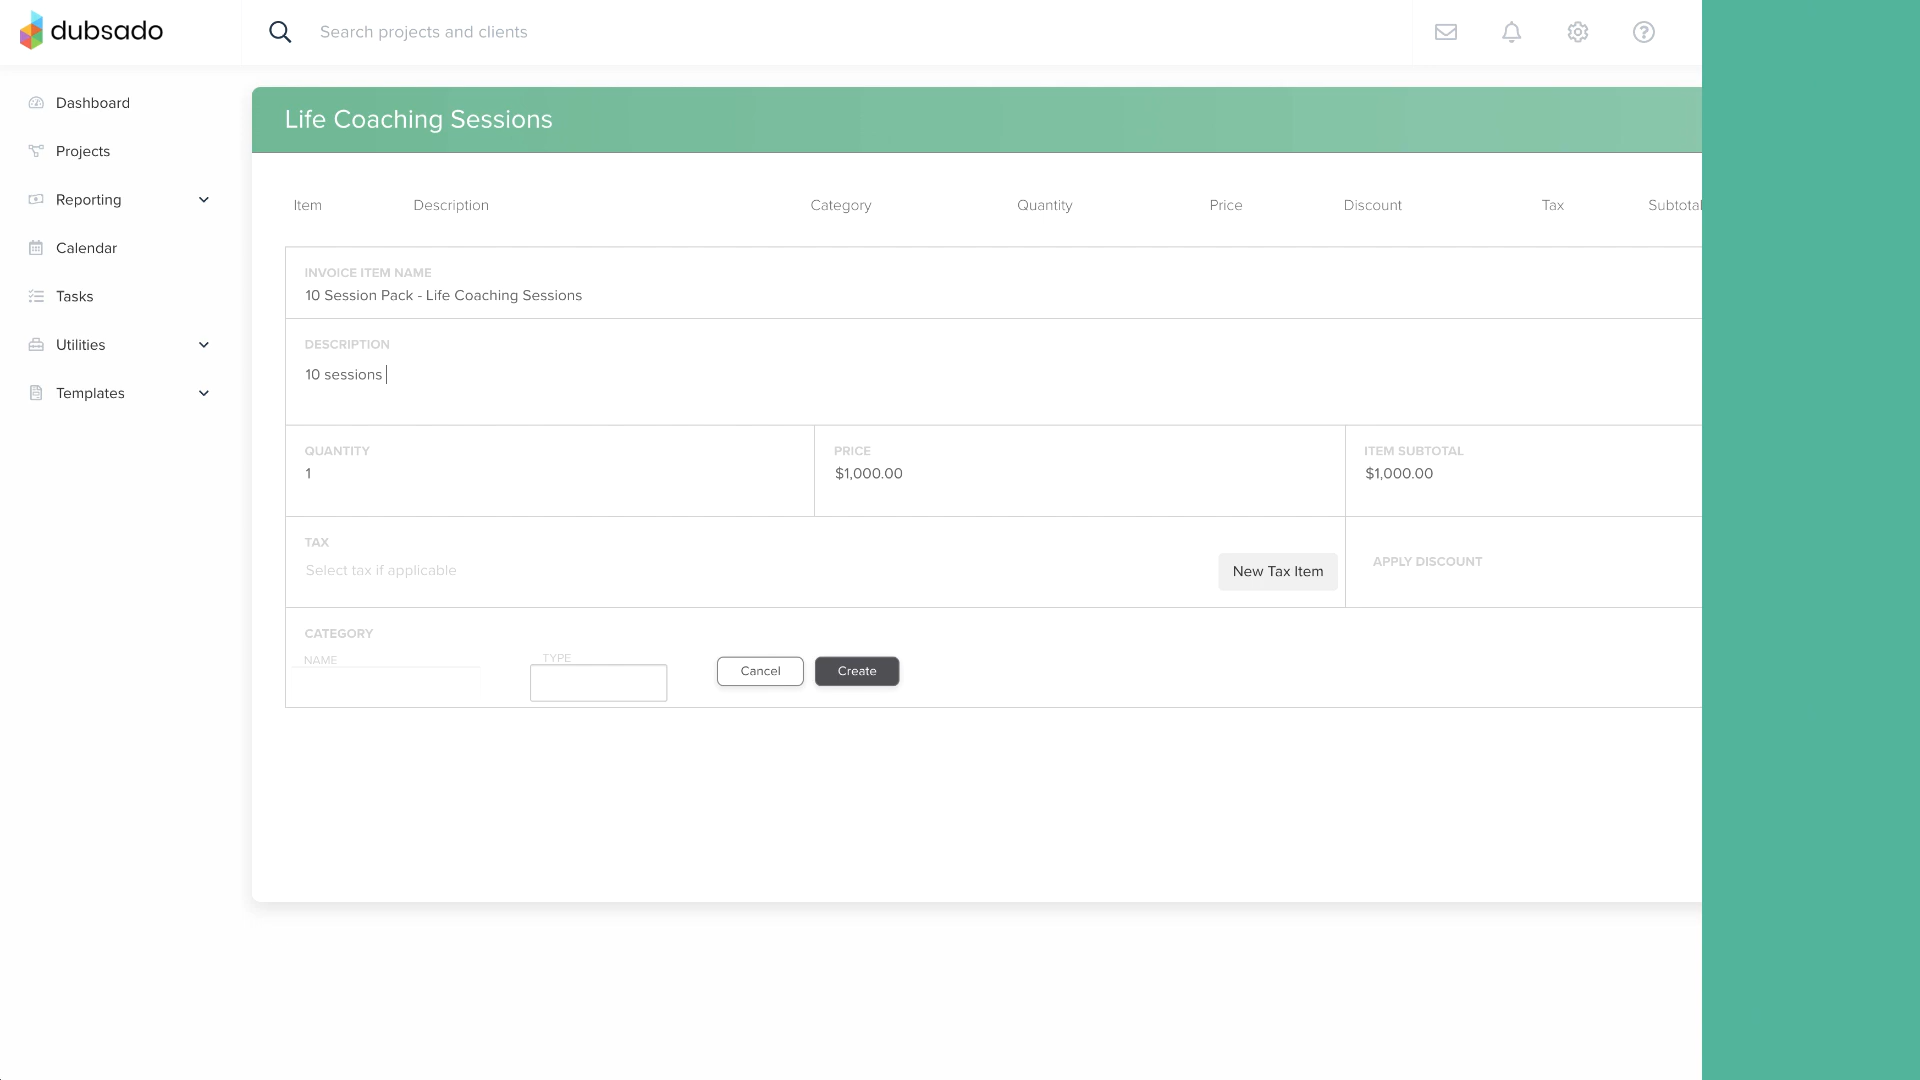 dubsado
Search projects and clients
Dashboard
Projects
Reporting
Calendar
Tasks
Utilities
Templates
Life Coaching Sessions
Item Description Category Quantity Price Discount Tax Subtotal
INVOICE ITEM NAME
10 Session Pack - Life Coaching Sessions
DESCRIPTION
10 sessions
QUANTITY PRICE ITEM SUBTOTAL
1 $1,000.00 $1,000.00
TAX
Select tax if applicable
New Tax Item
APPLY DISCOUNT
CATEGORY
NAME TYPE
Cancel Create